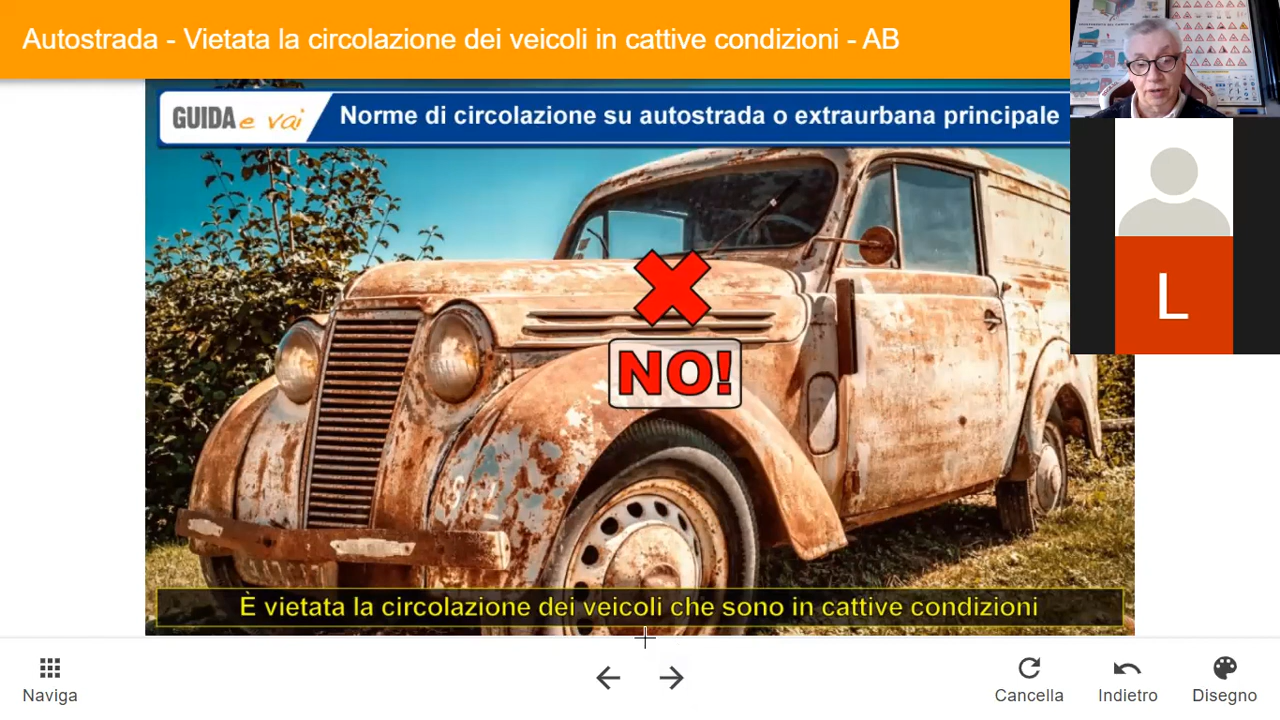 Autostrada - Vietata la circolazione dei veicoli in cattive condizioni - AB
GUIDA e vai
Norme di circolazione su autostrada o extraurbana principale
NO!
L
È vietata la circolazione dei veicoli che sono in cattive condizioni
Naviga
Cancella
Indietro
Disegno